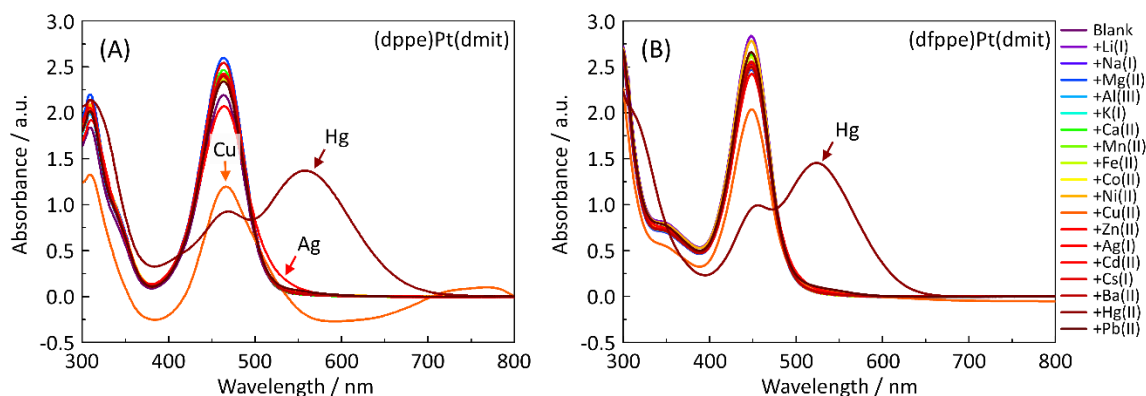 (A)
(dppe)Pt(dmit)
Absorbance / a.u.
3.0
2.5
2.0
1.5
1.0
0.5
0.0
-0.5
Cu
Hg
Ag
300
400
500
600
700
800
Wavelength / nm
(B)
(dfppe)Pt(dmit)
Absorbance / a.u.
3.0
2.5
2.0
1.5
1.0
0.5
0.0
-0.5
Hg
300
400
500
600
700
800
Wavelength / nm
Blank
+Li(I)
+Na(I)
+Mg(II)
+Al(III)
+K(I)
+Ca(II)
+Mn(II)
+Fe(II)
+Co(II)
+Ni(II)
+Cu(II)
+Zn(II)
+Ag(I)
+Cd(II)
+Cs(I)
+Ba(II)
+Hg(II)
+Pb(II)